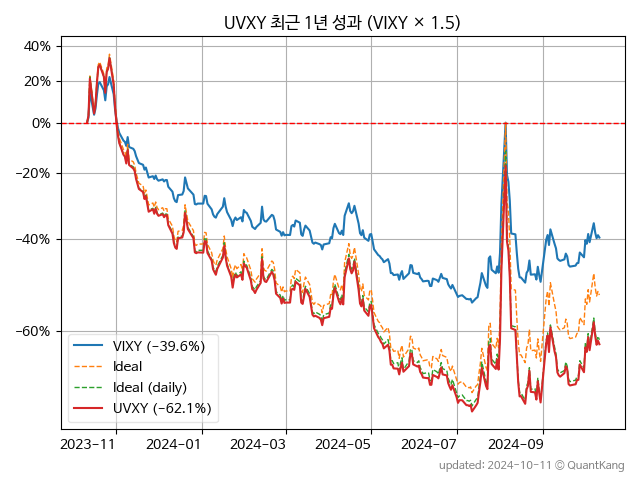 UVXY 최근 1년 성과 (VIXY × 1.5)
40%
20%
0%
−20%
−40%
−60%
VIXY (−39.6%)
Ideal
Ideal (daily)
UVXY (−62.1%)
2023−11
2024−01
2024−03
2024−05
2024−07
2024−09
updated: 2024-10-11 © QuantKang